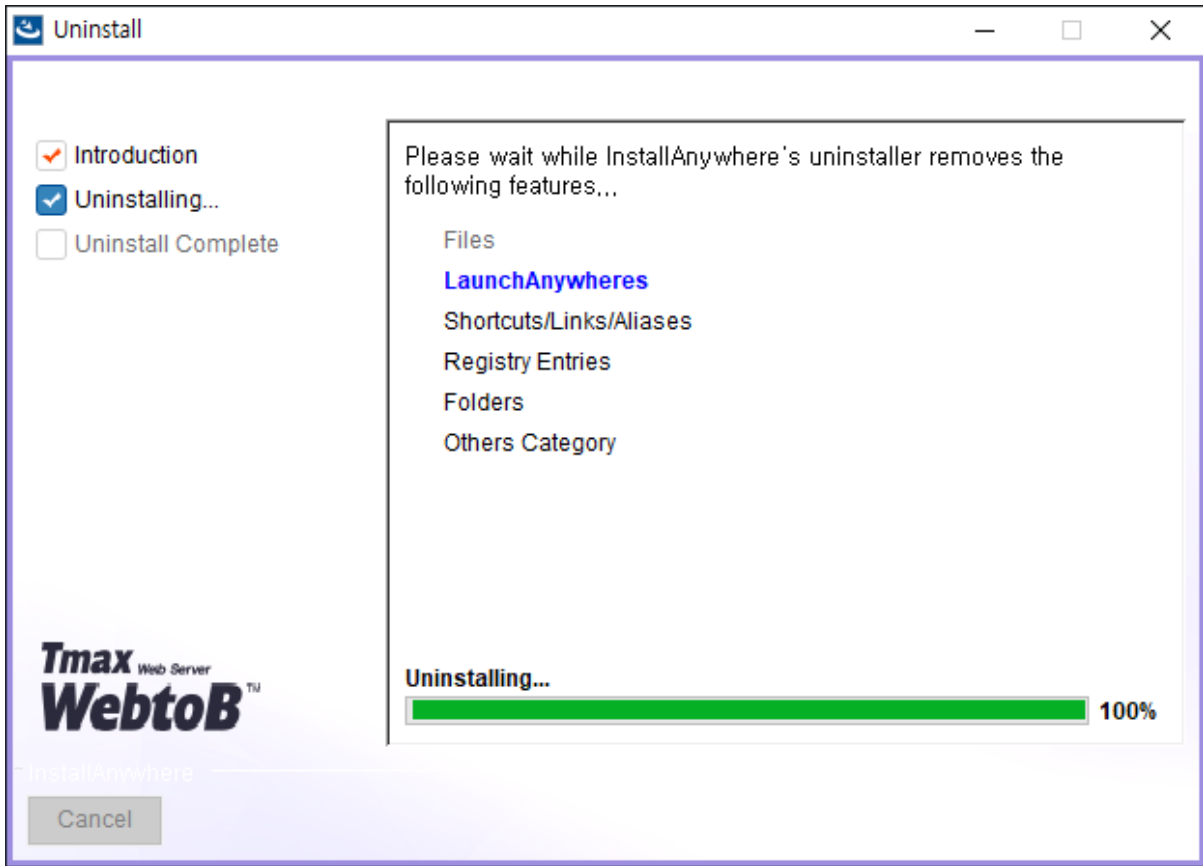 Uninstall
Introduction
Uninstalling...
Uninstall Complete
Please wait while InstallAnywhere's uninstaller removes the
following features...
Files
LaunchAnywheres
Shortcuts/Links/Aliases
Registry Entries
Folders
Others Category
Tmax Web Server
WebtoB™
Uninstalling...
100%
InstallAnywhere
Cancel